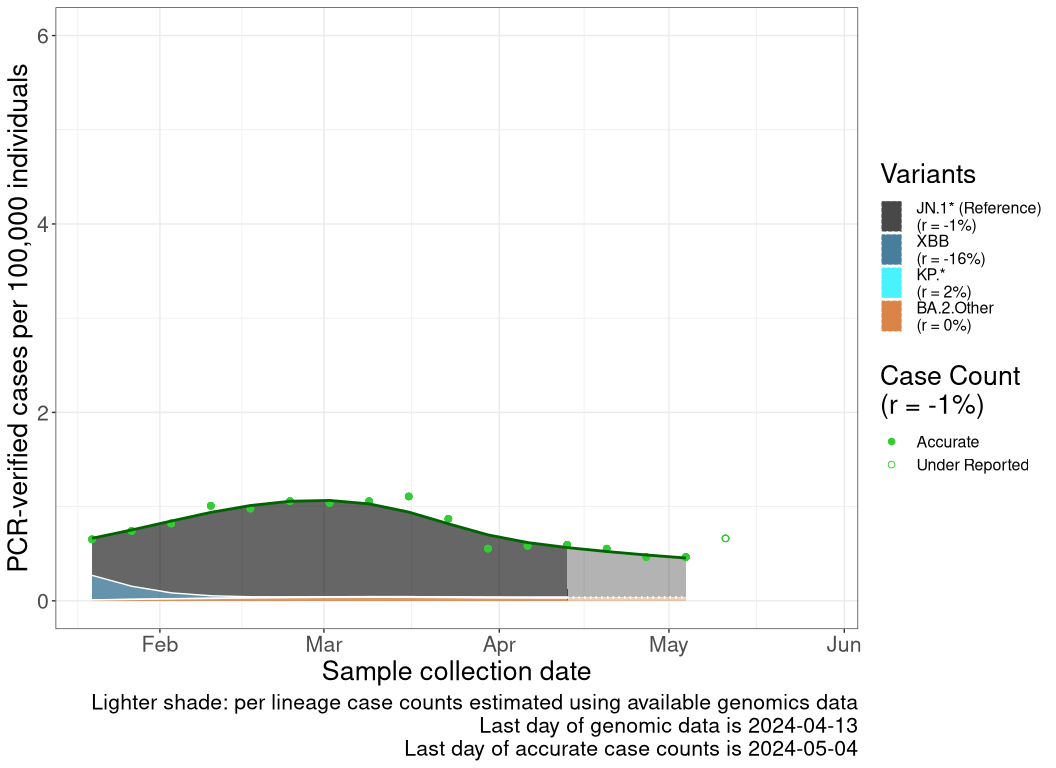 PCR-verified cases per 100,000 individuals
6
4
2
0
Feb
Mar
Apr
May
Jun
Sample collection date
Lighter shade: per lineage case counts estimated using available genomics data
Last day of genomic data is 2024-04-13
Last day of accurate case counts is 2024-05-04
Variants
JN.1* (Reference)
(r = -1%)
XBB
(r = -16%)
KP.*
(r = 2%)
BA.2.Other
(r = 0%)
Case Count
(r = -1%)
Accurate
Under Reported